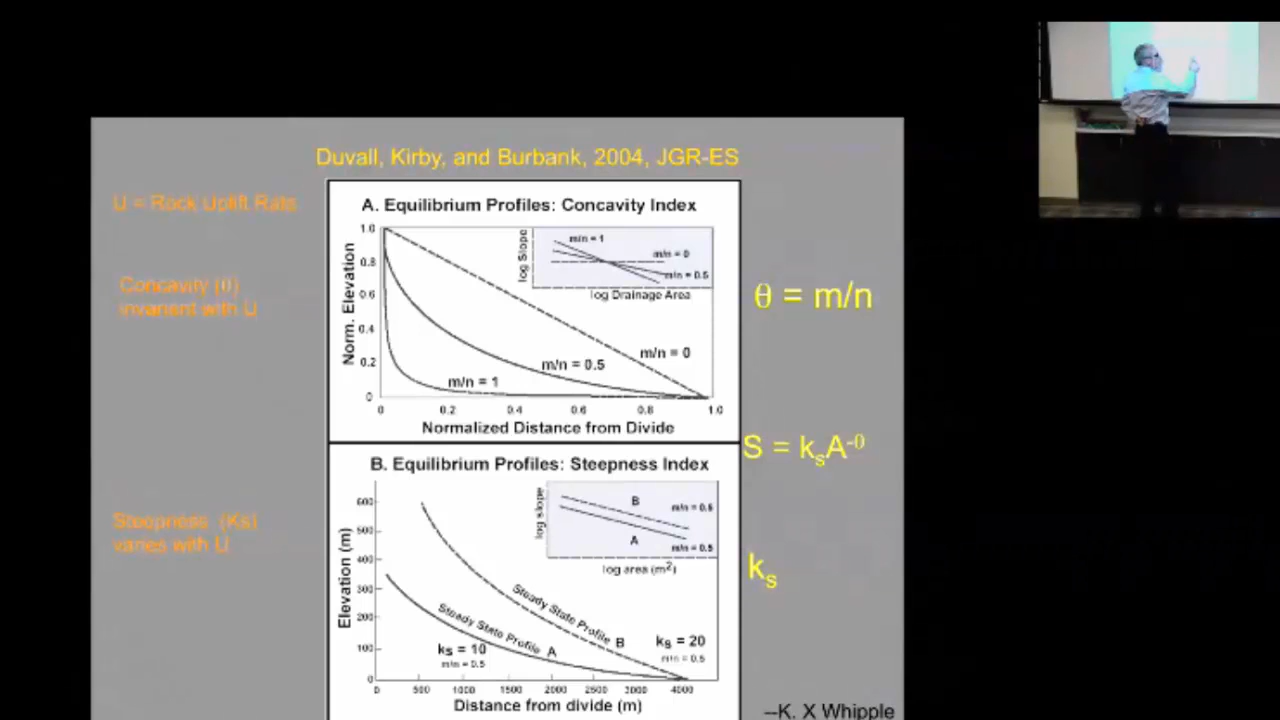 Duvall, Kirby, and Burbank, 2004, JGR-ES
U = Rock Uplift Rate
Concavity (θ)
invariant with U
A. Equilibrium Profiles: Concavity Index
Norm. Elevation
1.0
0.8
0.6
0.4
0.2
0
log Slope
m/n = 1
m/n = 0
m/n = 0.5
log Drainage Area
m/n = 0
m/n = 0.5
m/n = 1
0 0.2 0.4 0.6 0.8 1.0
Normalized Distance from Divide
θ = m/n
S = ksA-θ
Steepness (Ks)
varies with U
B. Equilibrium Profiles: Steepness Index
Elevation (m)
600
500
400
300
200
100
0
log slope
B
m/n = 0.5
A
m/n = 0.5
log area (m2)
Steady State Profile B
Steady State Profile A
ks = 20
m/n = 0.5
ks = 10
m/n = 0.5
0 500 1000 1500 2000 2500 3000 4000
Distance from divide (m)
ks
--K. X Whipple